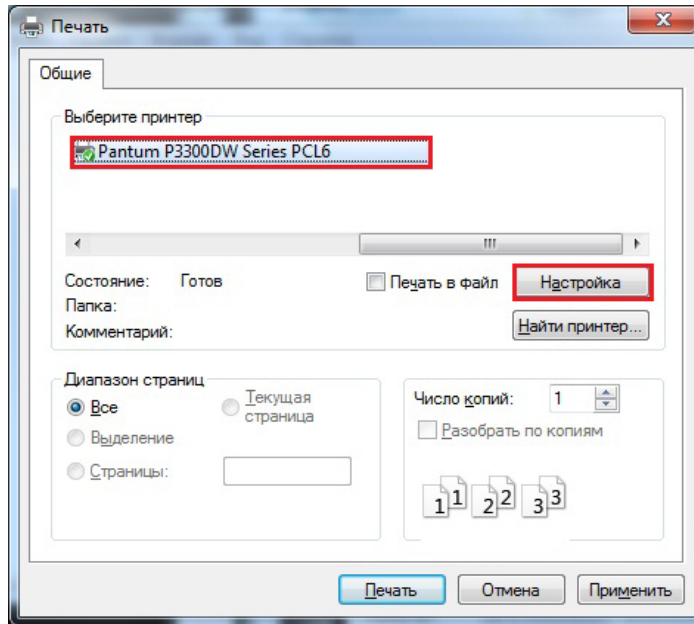 Печать
Общие
Выберите принтер
Pantum P3300DW Series PCL6
Состояние: Готов
Печать в файл
Настройка
Папка:
Комментарий:
Найти принтер...
Диапазон страниц
Все
Текущая
страница
Выделение
Страницы:
Число копий: 1
Разобрать по копиям
1 1 2 2 3 3
Печать
Отмена
Применить